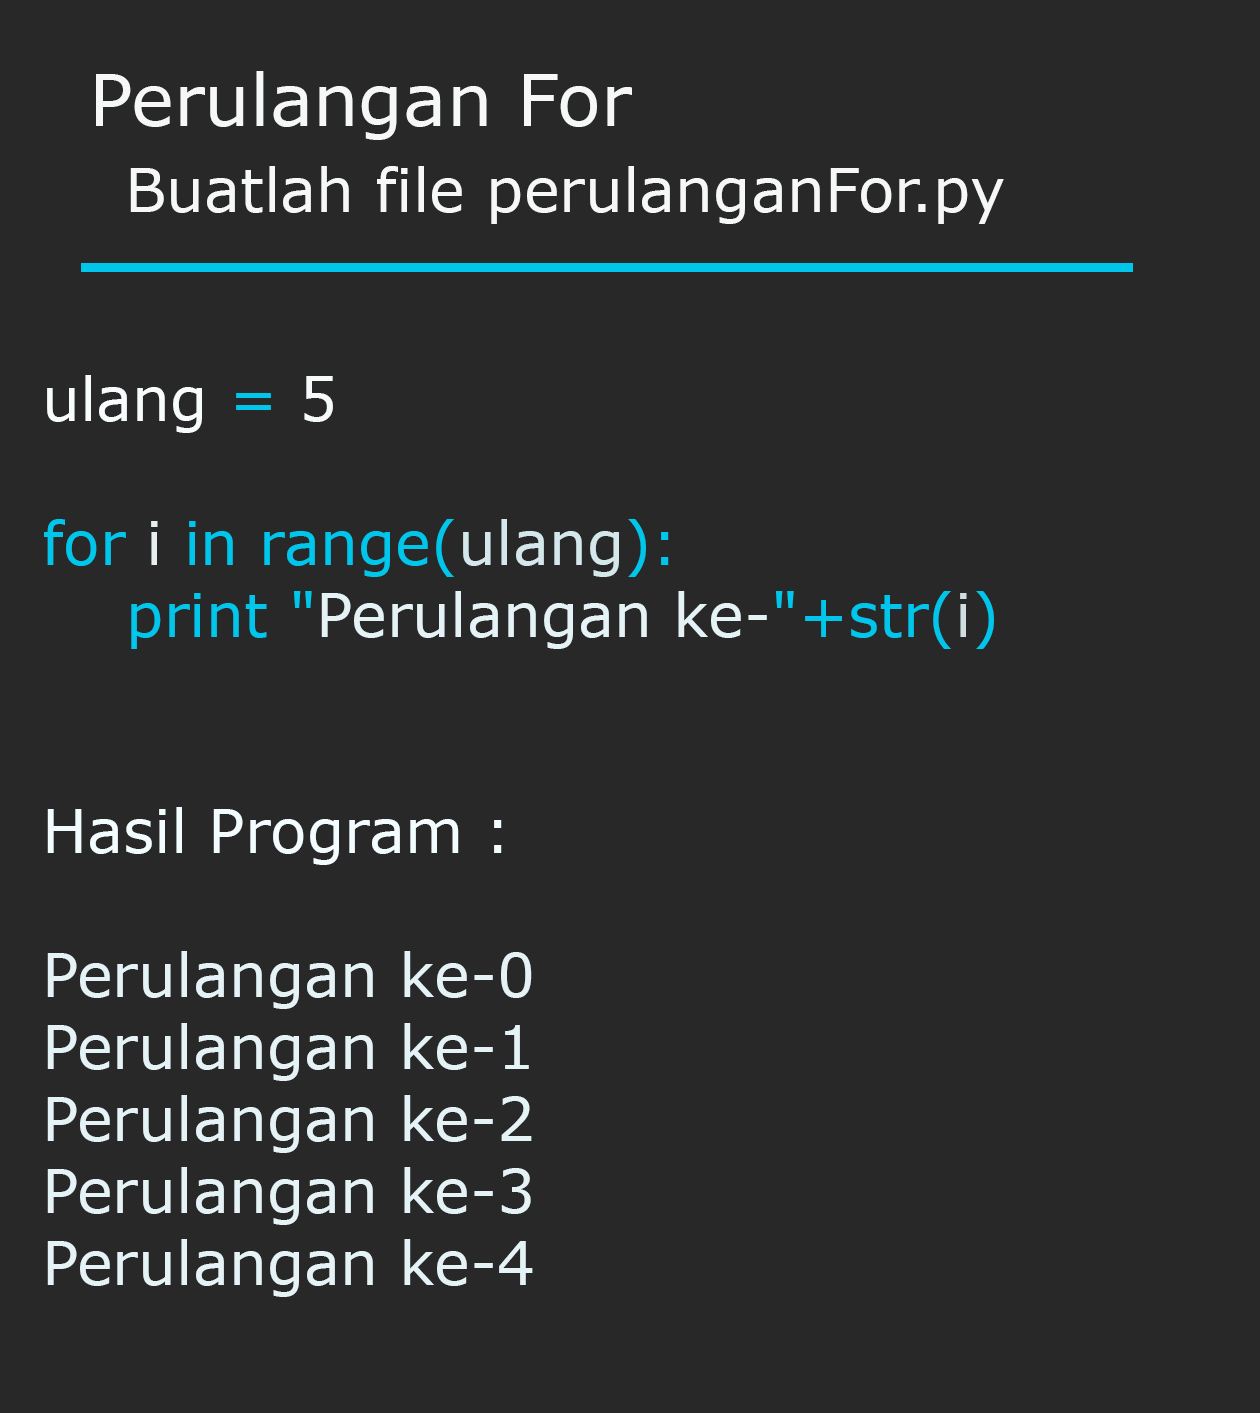 Perulangan For
Buatlah file perulanganFor.py
ulang = 5
for i in range(ulang):
print "Perulangan ke-"+str(i)
Hasil Program :
Perulangan ke-0
Perulangan ke-1
Perulangan ke-2
Perulangan ke-3
Perulangan ke-4